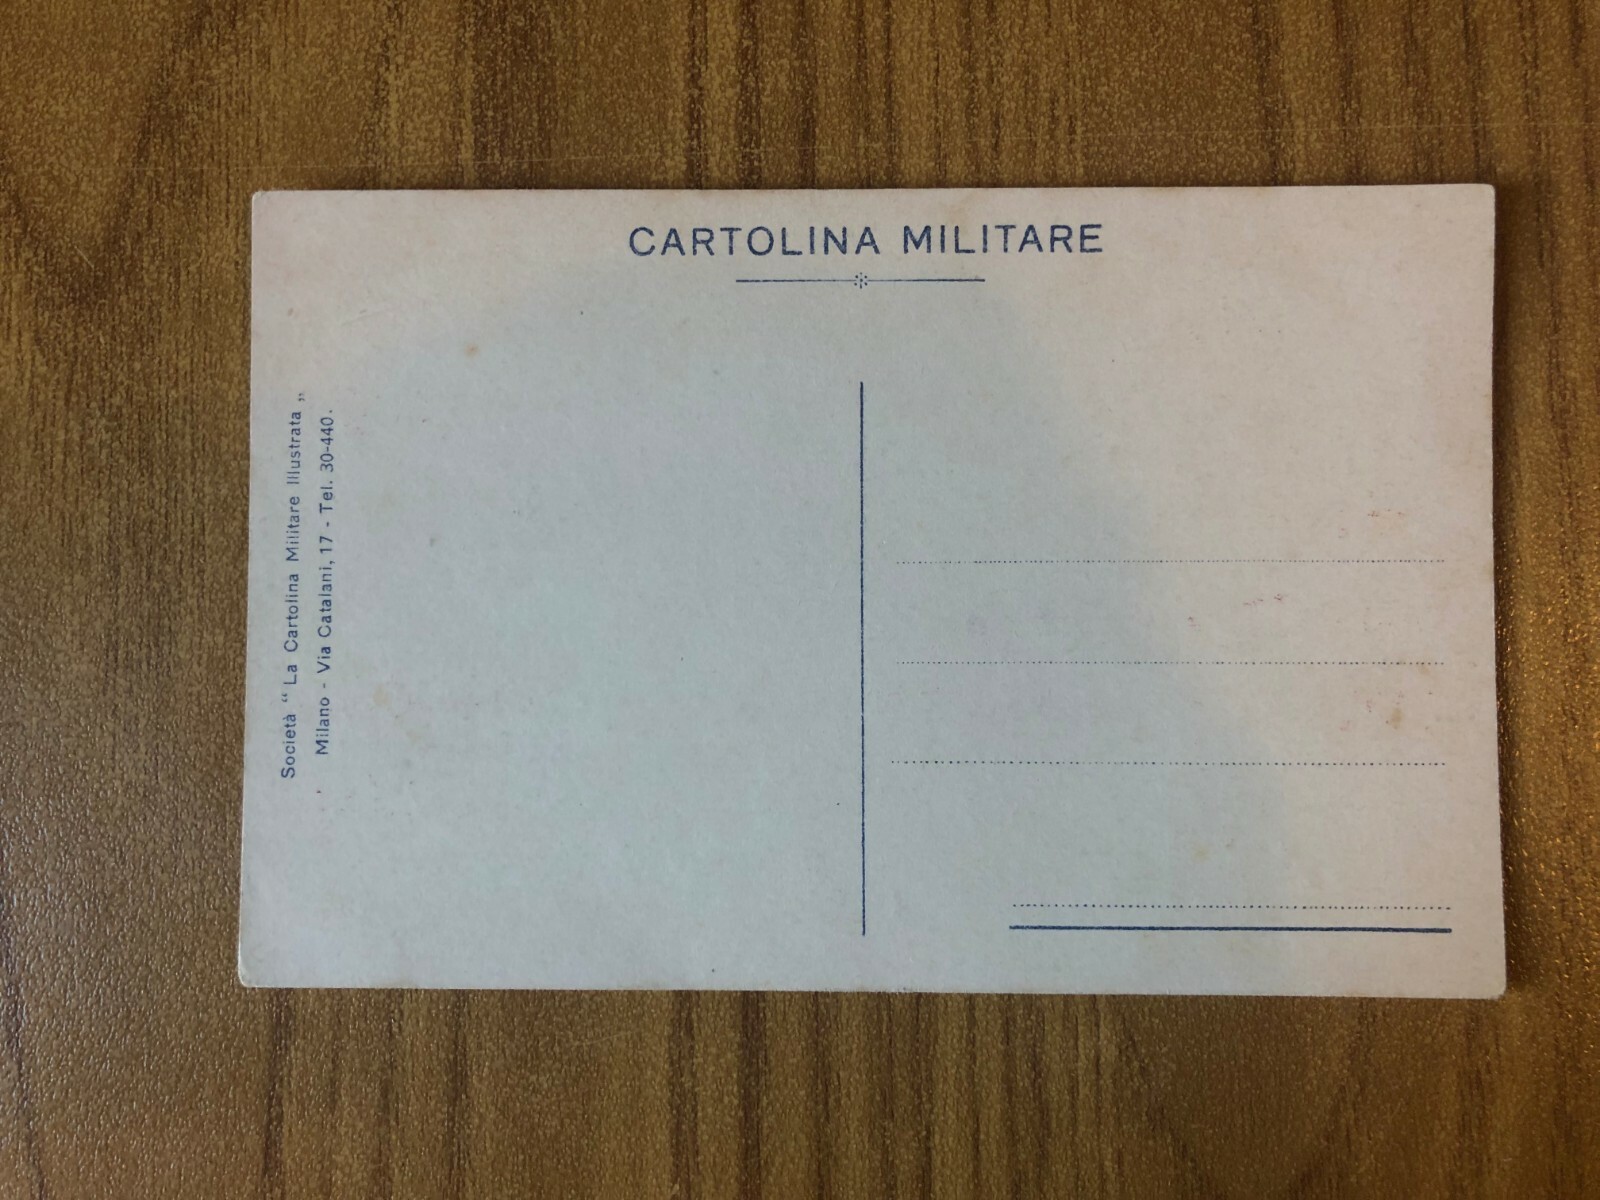 CARTOLINA MILITARE
Società “ La Cartolina Militare Illustrata „
Milano - Via Catalani, 17 - Tel. 30-440.